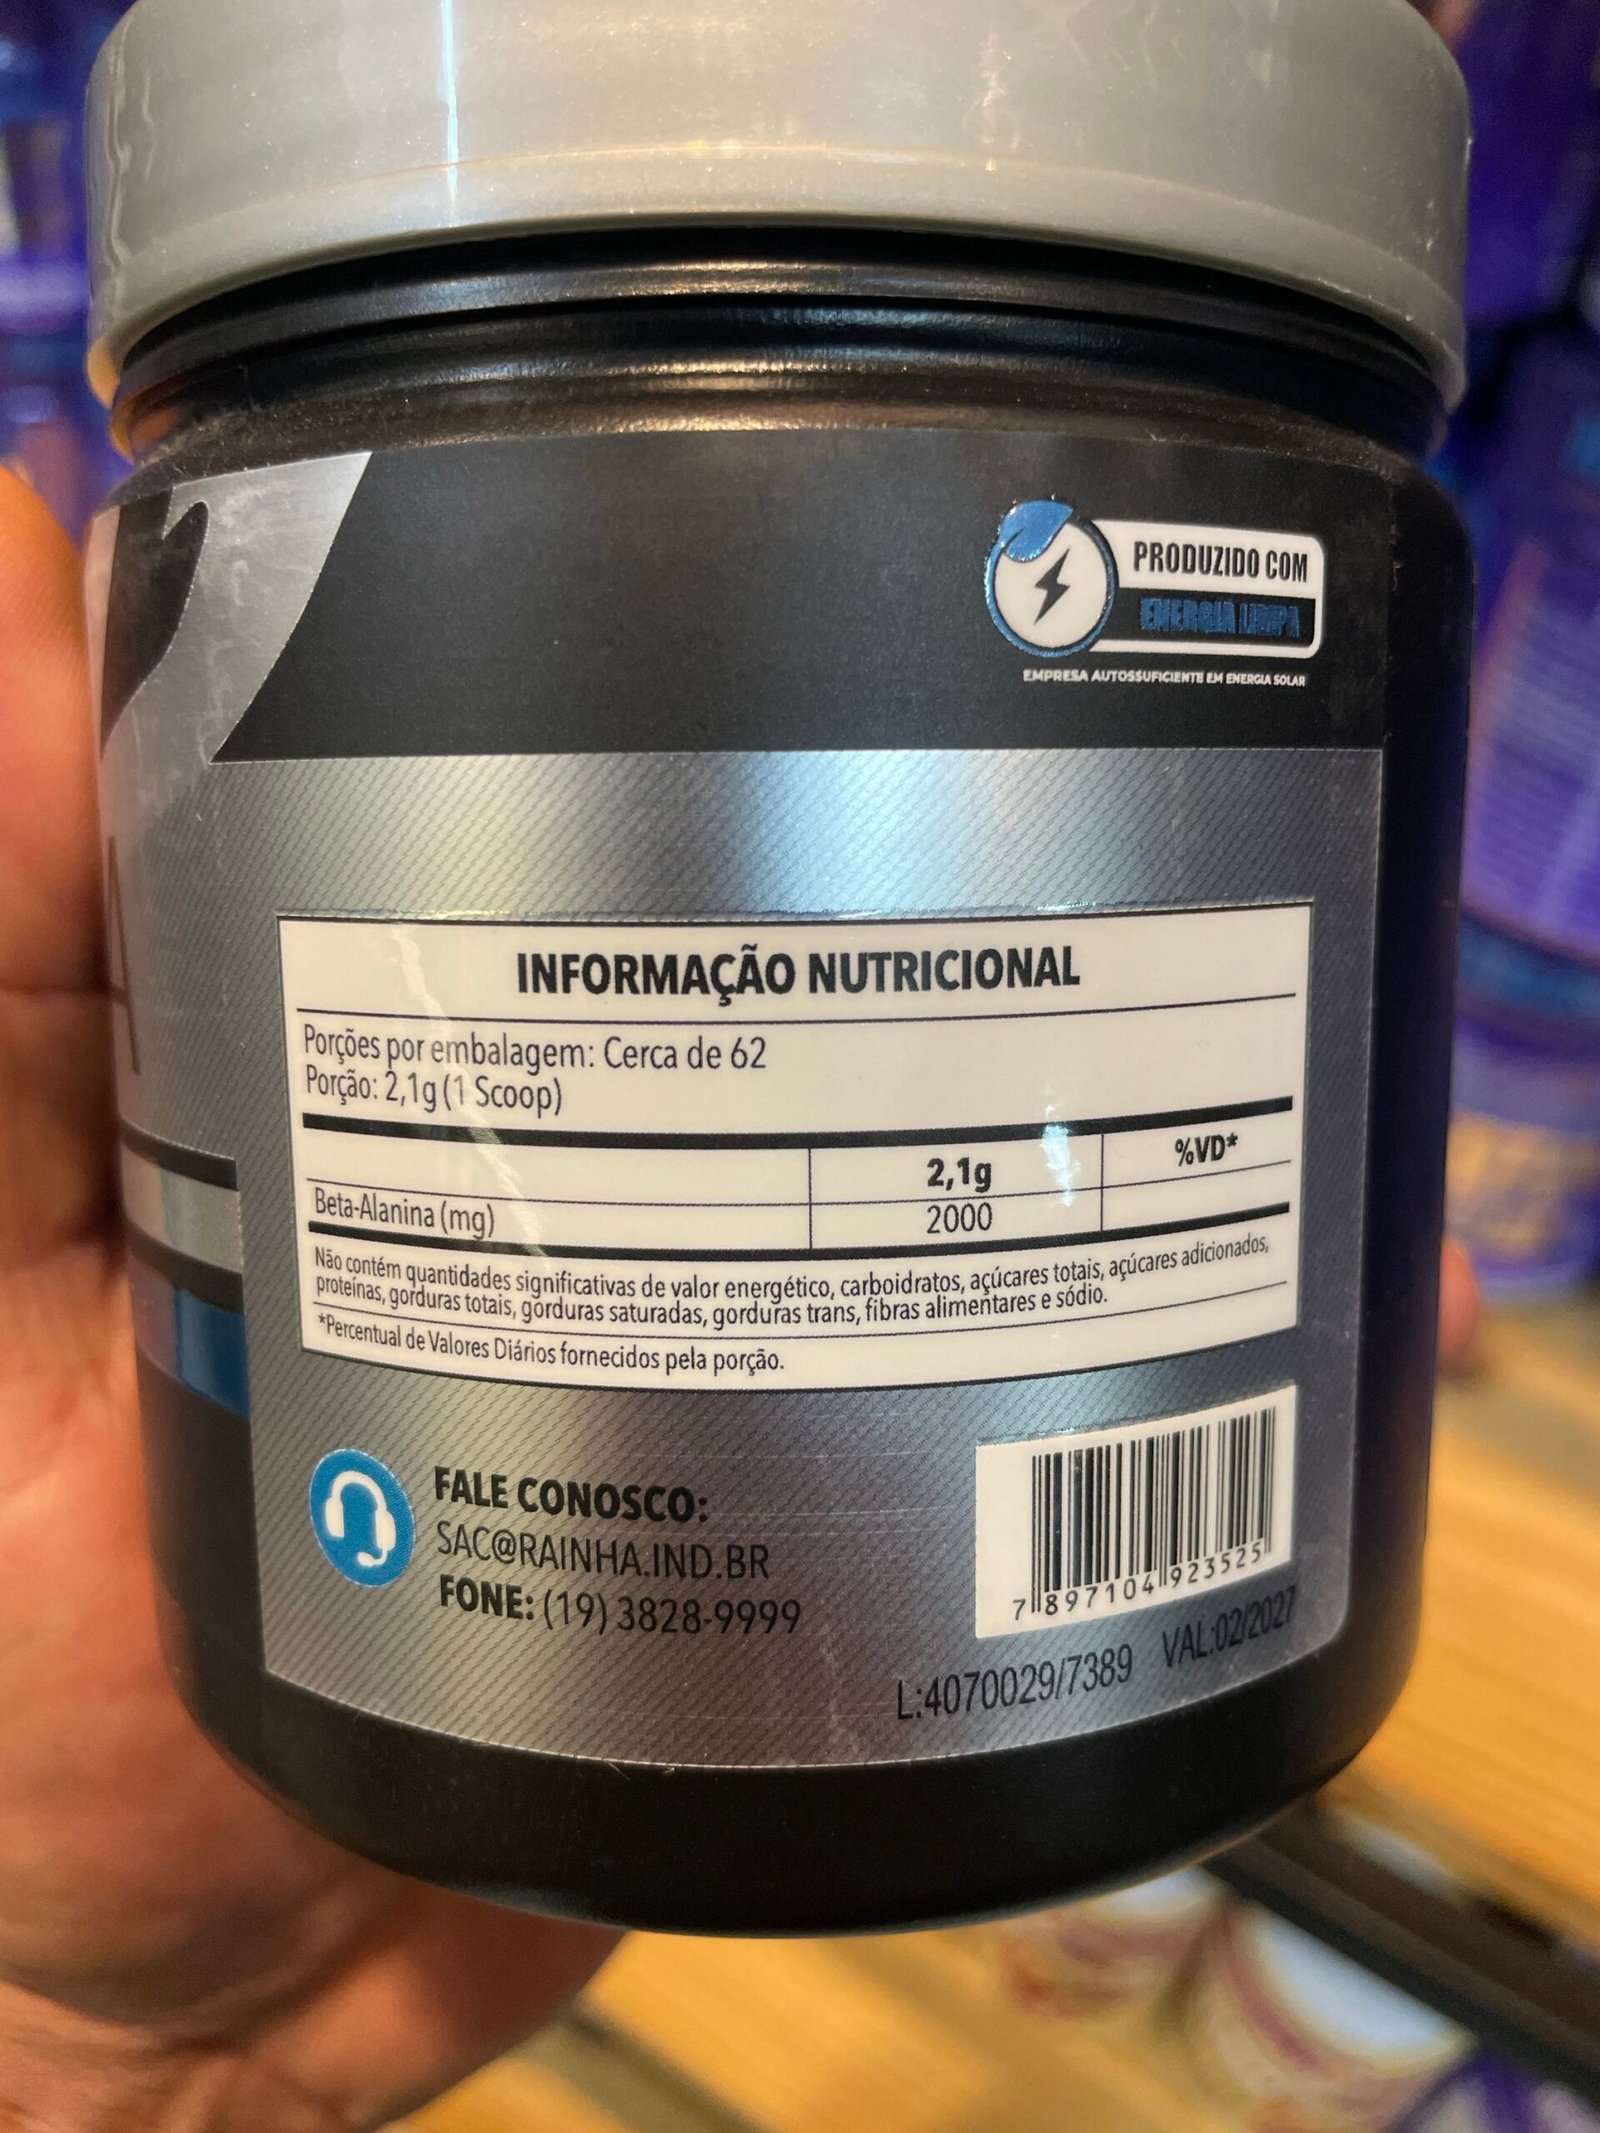 PRODUZIDO COM
ENERGIA LIMPA
EMPRESA AUTOSSUFICIENTE EM ENERGIA SOLAR
INFORMAÇÃO NUTRICIONAL
Porções por embalagem: Cerca de 62
Porção: 2,1g (1 Scoop)
2,1g %VD*
Beta-Alanina (mg) 2000
Não contém quantidades significativas de valor energético, carboidratos, açúcares totais, açúcares adicionados,
proteínas, gorduras totais, gorduras saturadas, gorduras trans, fibras alimentares e sódio.
*Percentual de Valores Diários fornecidos pela porção.
FALE CONOSCO:
SAC@RAINHA.IND.BR
FONE: (19) 3828-9999
7 897104 923525
L:4070029/7389 VAL:02/2027